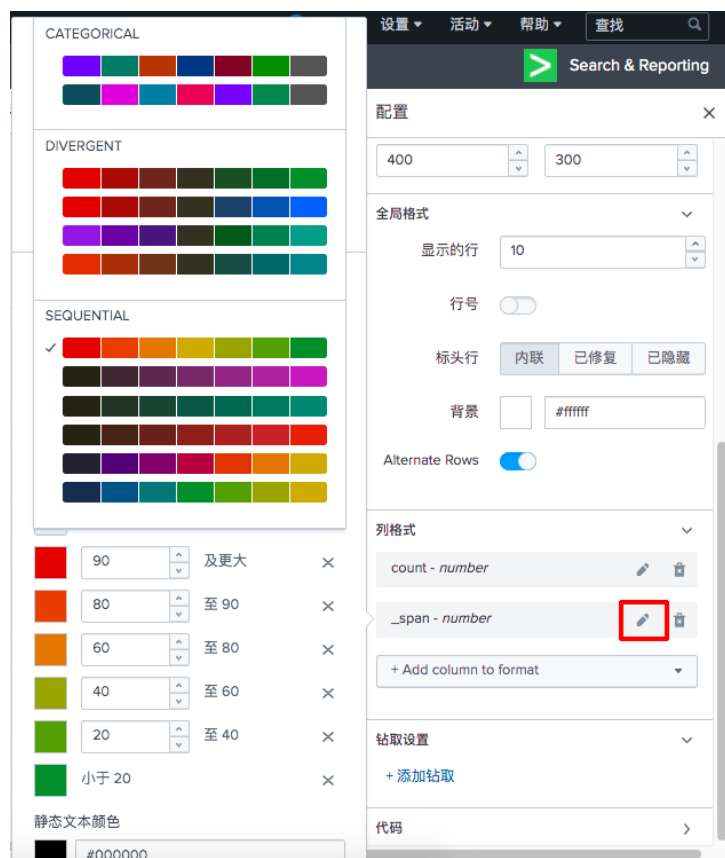 设置 活动 帮助 查找
Search & Reporting
CATEGORICAL
DIVERGENT
SEQUENTIAL
90 及更大
80 至 90
60 至 80
40 至 60
20 至 40
小于 20
静态文本颜色
#000000
配置
400 300
全局格式
显示的行 10
行号
标头行 内联 已修复 已隐藏
背景 #ffffff
Alternate Rows
列格式
count - number
_span - number
+ Add column to format
钻取设置
+ 添加钻取
代码